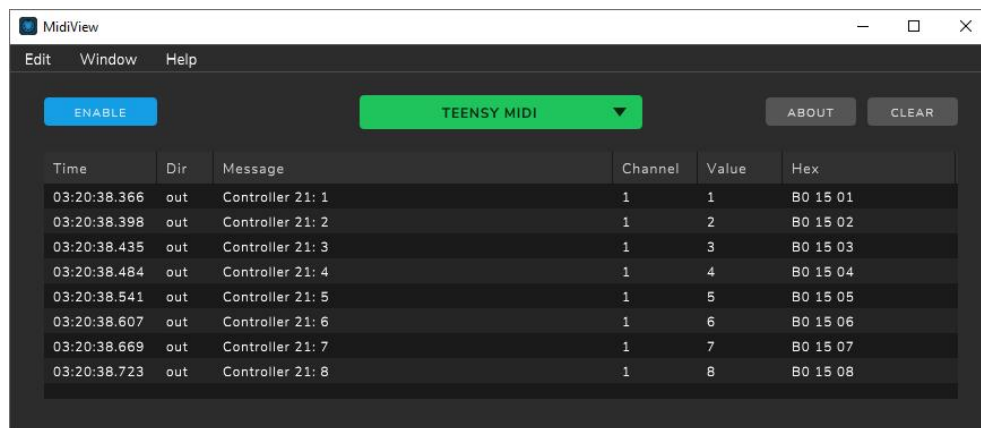 MidiView
Edit Window Help
ENABLE TEENSY MIDI ABOUT CLEAR
Time Dir Message Channel Value Hex
03:20:38.366 out Controller 21: 1 1 1 B0 15 01
03:20:38.398 out Controller 21: 2 1 2 B0 15 02
03:20:38.435 out Controller 21: 3 1 3 B0 15 03
03:20:38.484 out Controller 21: 4 1 4 B0 15 04
03:20:38.541 out Controller 21: 5 1 5 B0 15 05
03:20:38.607 out Controller 21: 6 1 6 B0 15 06
03:20:38.669 out Controller 21: 7 1 7 B0 15 07
03:20:38.723 out Controller 21: 8 1 8 B0 15 08